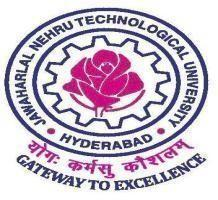 JAWAHARLAL NEHRU TECHNOLOGICAL UNIVERSITY
HYDERABAD
योगः कर्मसु कौशलम्
GATEWAY TO EXCELLENCE